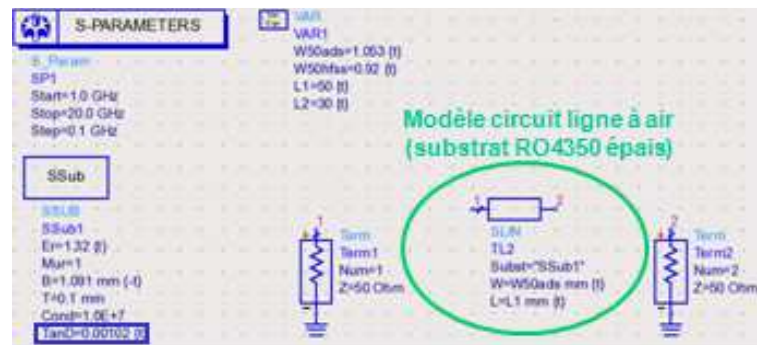 S-PARAMETERS
S_Param
SP1
Start=1.0 GHz
Stop=20.0 GHz
Step=0.1 GHz
SSub
SSUB
SSub1
Er=1.32 {t}
Mur=1
B=1.091 mm {-t}
T=0.1 mm
Cond=1.0E+7
TanD=0.00102 {t}
VAR
VAR1
W50ads=1.053 {t}
W50hfss=0.92 {t}
L1=50 {t}
L2=30 {t}
Modèle circuit ligne à air
(substrat RO4350 épais)
1
Term
Term1
Num=1
Z=50 Ohm
1
2
SLIN
TL2
Subst="SSub1"
W=W50ads mm {t}
L=L1 mm {t}
2
Term
Term2
Num=2
Z=50 Ohm